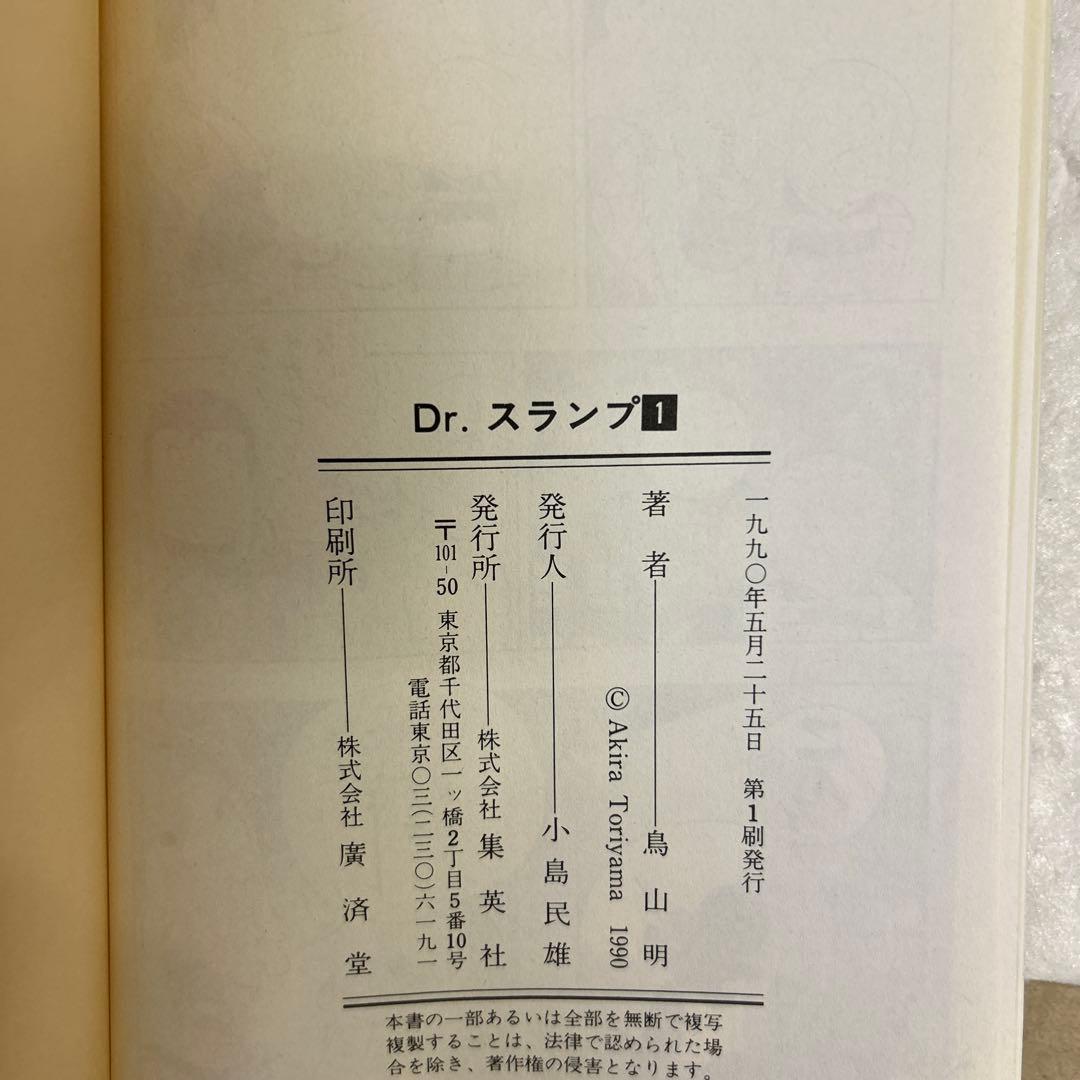 Dr. スランプ1
一九九〇年五月二十五日　第1刷発行
著者――鳥山明
© Akira Toriyama 1990
発行人――小島民雄
発行所――株式会社 集英社
〒101-50 東京都千代田区一ッ橋2丁目5番10号
電話東京〇三(二三〇)六一九一
印刷所――株式会社 廣済堂
本書の一部あるいは全部を無断で複写
複製することは、法律で認められた場
合を除き、著作権の侵害となります。